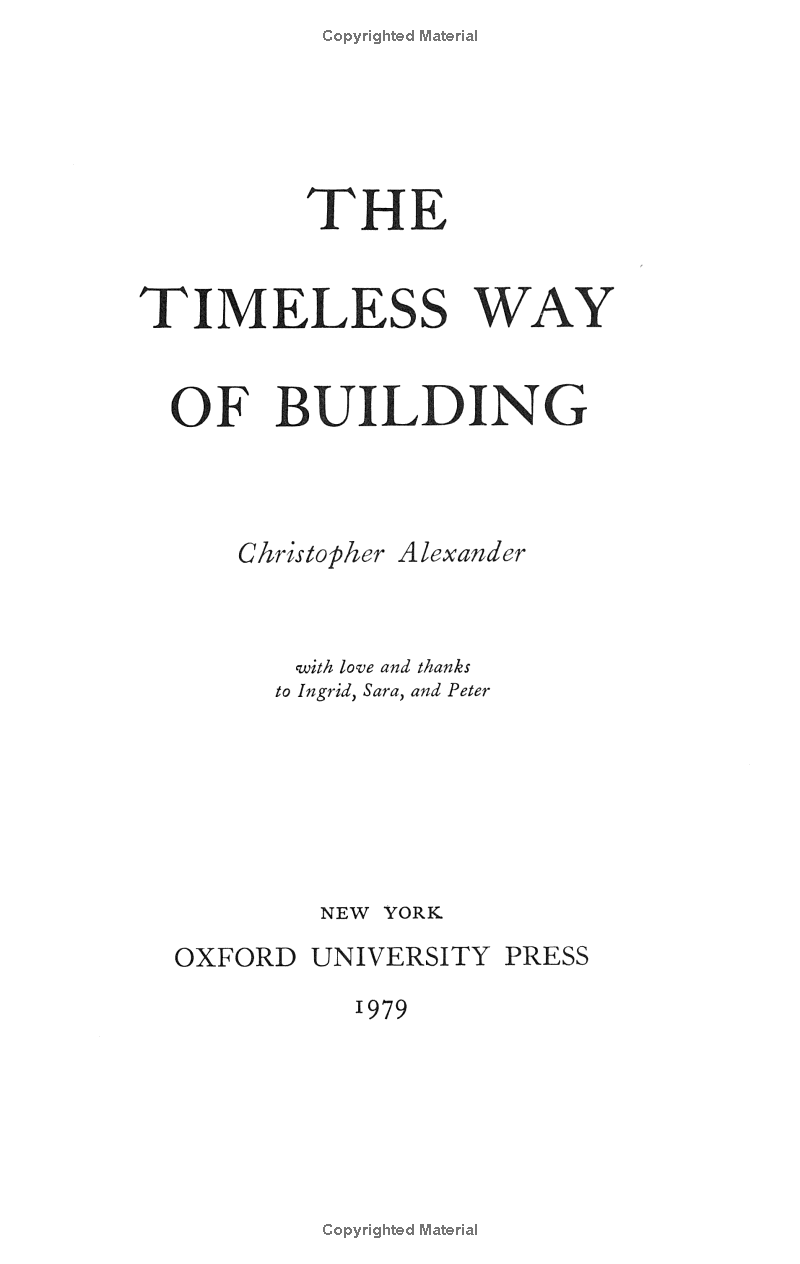 Copyrighted Material
THE
TIMELESS WAY
OF BUILDING
Christopher Alexander
with love and thanks
to Ingrid, Sara, and Peter
NEW YORK
OXFORD UNIVERSITY PRESS
1979
Copyrighted Material